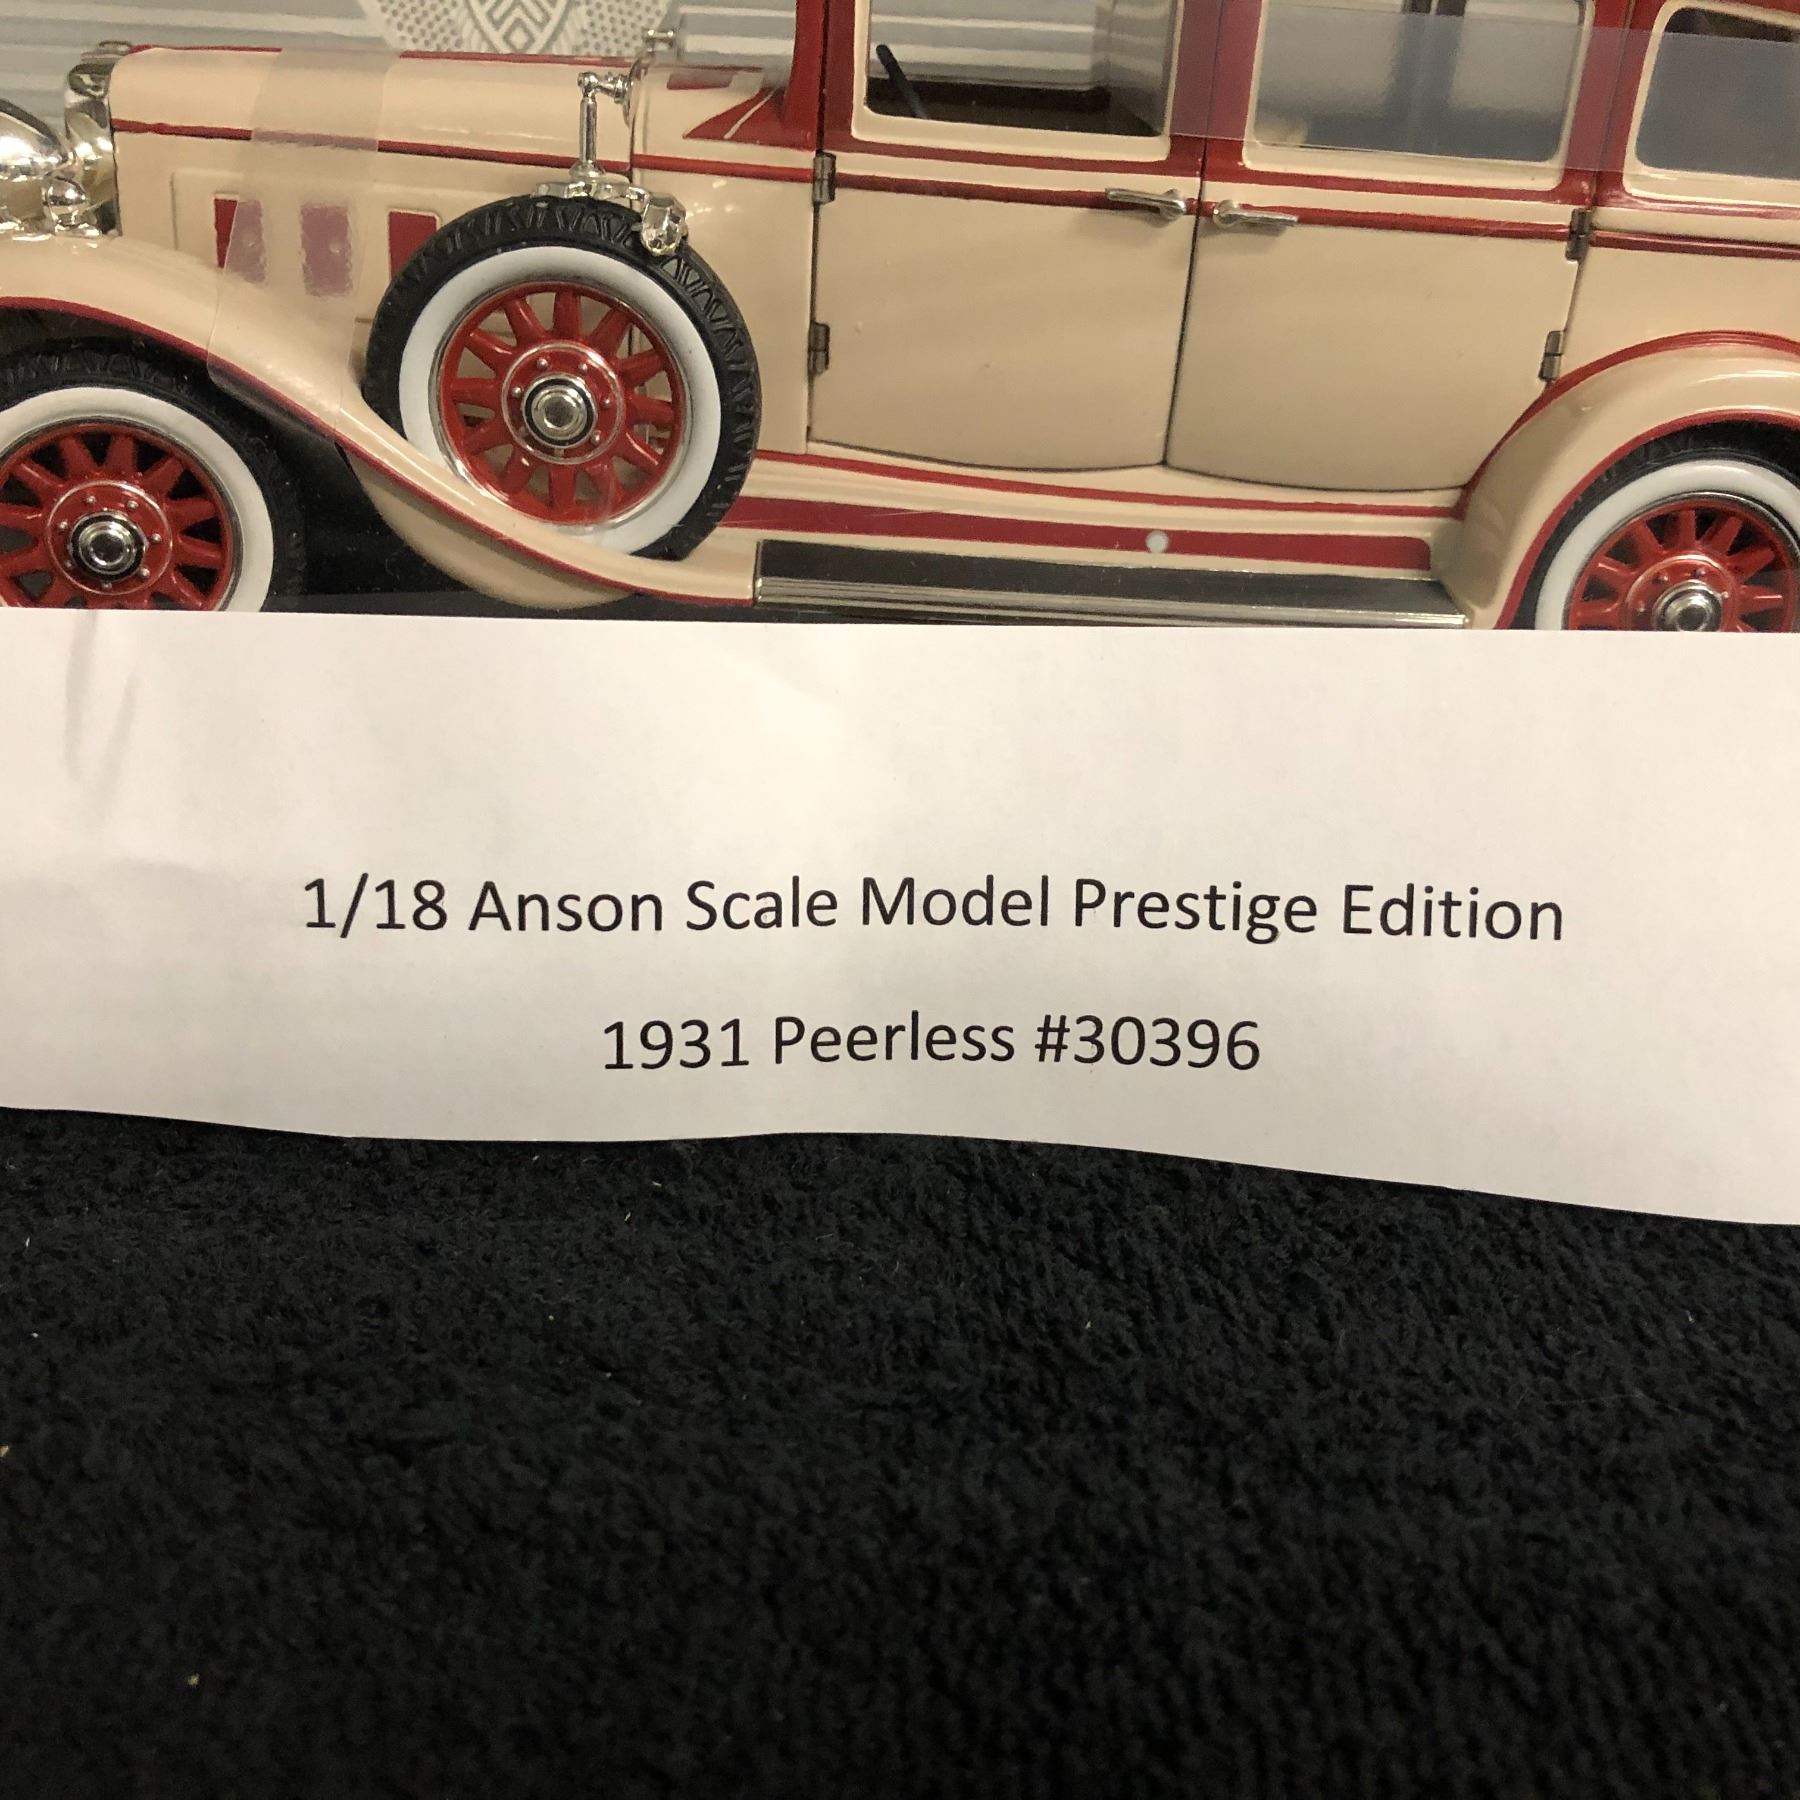 1/18 Anson Scale Model Prestige Edition
1931 Peerless #30396